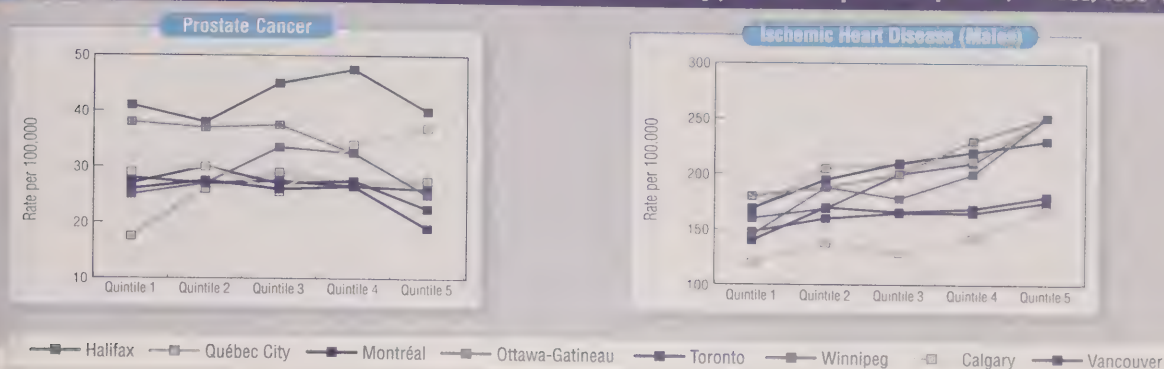 Prostate Cancer
50
40
30
20
10
Rate per 100,000
Quintile 1 Quintile 2 Quintile 3 Quintile 4 Quintile 5
Ischemic Heart Disease (Males)
300
250
200
150
100
Rate per 100,000
Quintile 1 Quintile 2 Quintile 3 Quintile 4 Quintile 5
Halifax Québec City Montréal Ottawa-Gatineau Toronto Winnipeg Calgary Vancouver